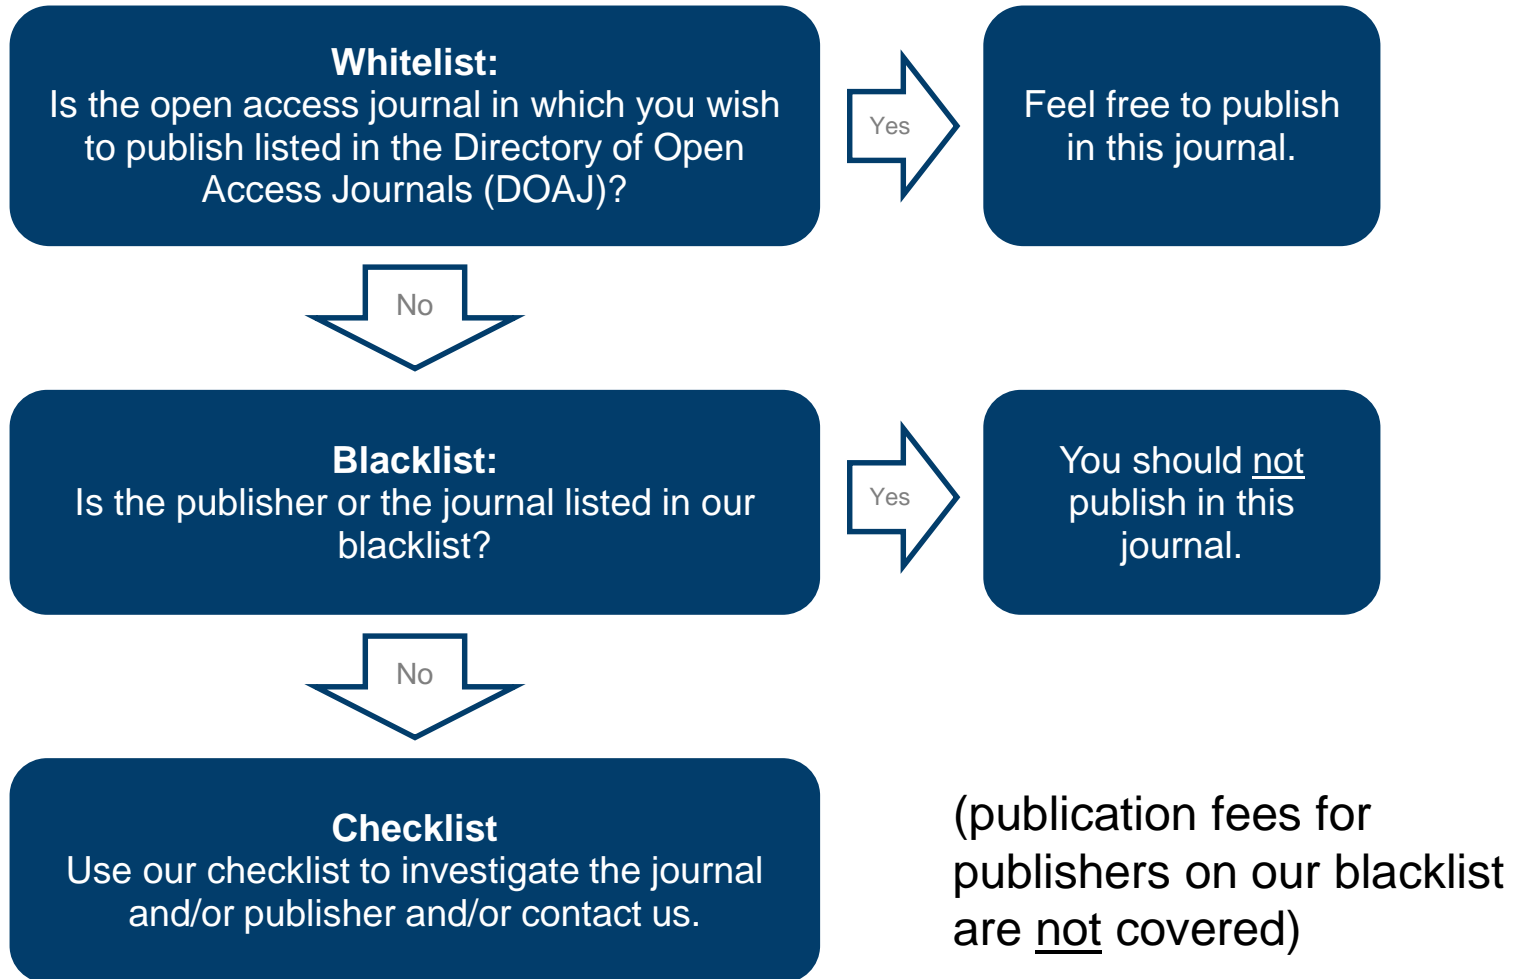 Whitelist:
Is the open access journal in which you wish
to publish listed in the Directory of Open
Access Journals (DOAJ)?
Yes
Feel free to publish
in this journal.
No
Blacklist:
Is the publisher or the journal listed in our
blacklist?
Yes
You should not
publish in this
journal.
No
Checklist
Use our checklist to investigate the journal
and/or publisher and/or contact us.
(publication fees for
publishers on our blacklist
are not covered)